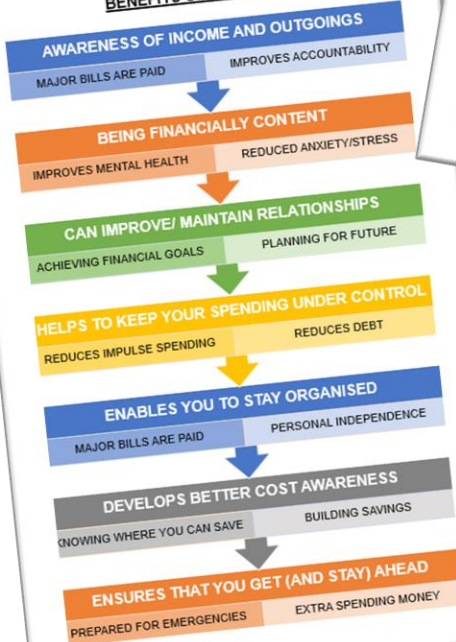 BENEFITS
AWARENESS OF INCOME AND OUTGOINGS
MAJOR BILLS ARE PAID IMPROVES ACCOUNTABILITY
BEING FINANCIALLY CONTENT
IMPROVES MENTAL HEALTH REDUCED ANXIETY/STRESS
CAN IMPROVE/ MAINTAIN RELATIONSHIPS
ACHIEVING FINANCIAL GOALS PLANNING FOR FUTURE
HELPS TO KEEP YOUR SPENDING UNDER CONTROL
REDUCES IMPULSE SPENDING REDUCES DEBT
ENABLES YOU TO STAY ORGANISED
MAJOR BILLS ARE PAID PERSONAL INDEPENDENCE
DEVELOPS BETTER COST AWARENESS
KNOWING WHERE YOU CAN SAVE BUILDING SAVINGS
ENSURES THAT YOU GET (AND STAY) AHEAD
PREPARED FOR EMERGENCIES EXTRA SPENDING MONEY